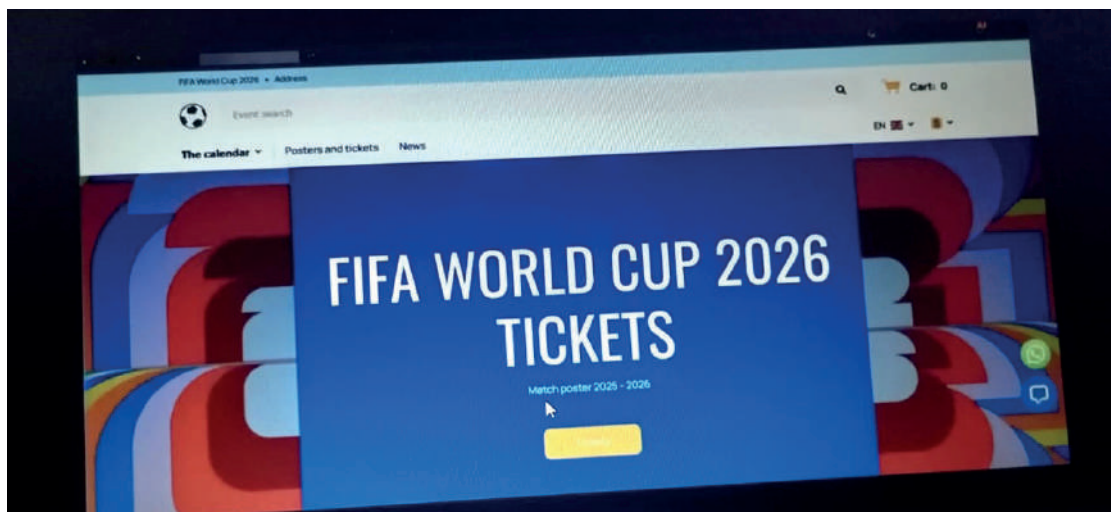 FIFA World Cup 2026 • Address
Event search
Cart: 0
EN
The calendar
Posters and tickets
News
FIFA WORLD CUP 2026
TICKETS
Match poster 2025 - 2026